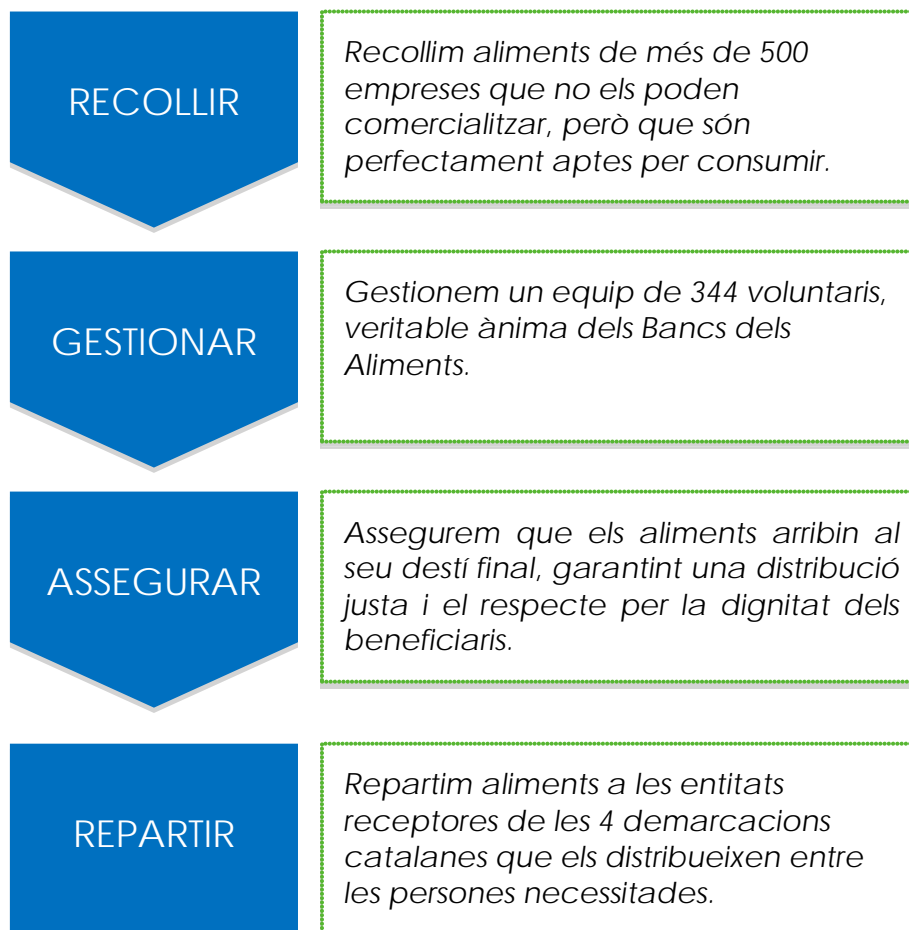 RECOLLIR
Recollim aliments de més de 500
empreses que no els poden
comercialitzar, però que són
perfectament aptes per consumir.
GESTIONAR
Gestionem un equip de 344 voluntaris,
veritable ànima dels Bancs dels
Aliments.
ASSEGURAR
Assegurem que els aliments arribin al
seu destí final, garantint una distribució
justa i el respecte per la dignitat dels
beneficiaris.
REPARTIR
Repartim aliments a les entitats
receptores de les 4 demarcacions
catalanes que els distribueixen entre
les persones necessitades.